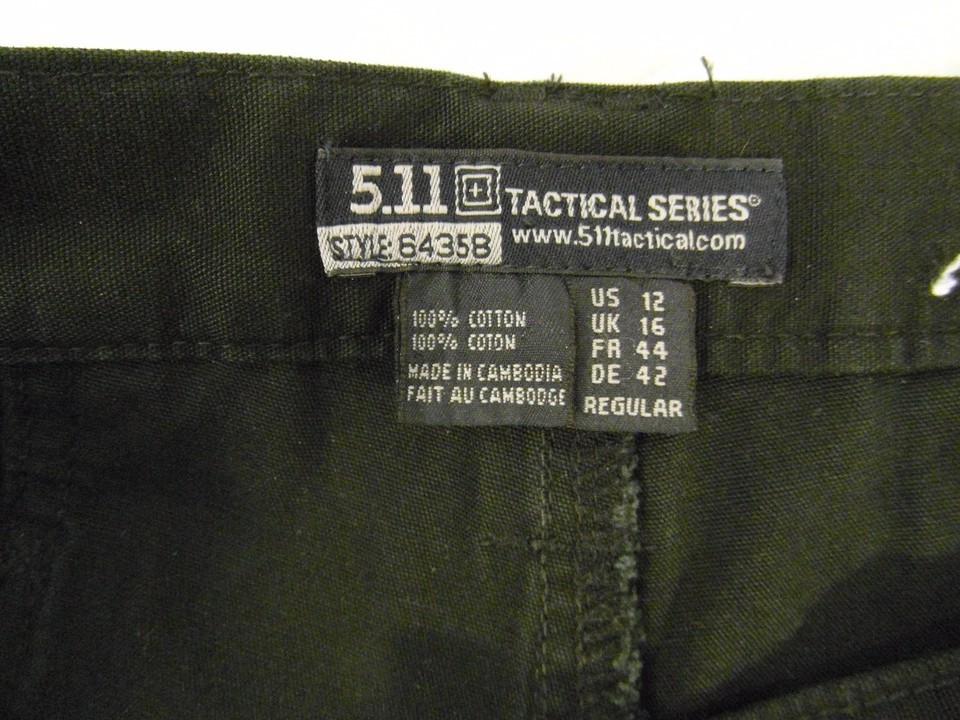 5.11 TACTICAL SERIES®
STYLE: 64358
www.511tactical.com
100% COTTON
100% COTON
MADE IN CAMBODIA
FAIT AU CAMBODGE
US 12
UK 16
FR 44
DE 42
REGULAR